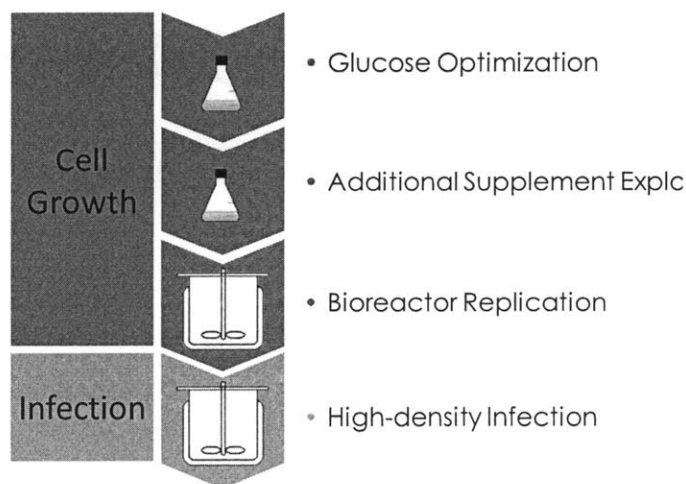 Cell
Growth
Infection
• Glucose Optimization
• Additional Supplement Explc
• Bioreactor Replication
• High-density Infection